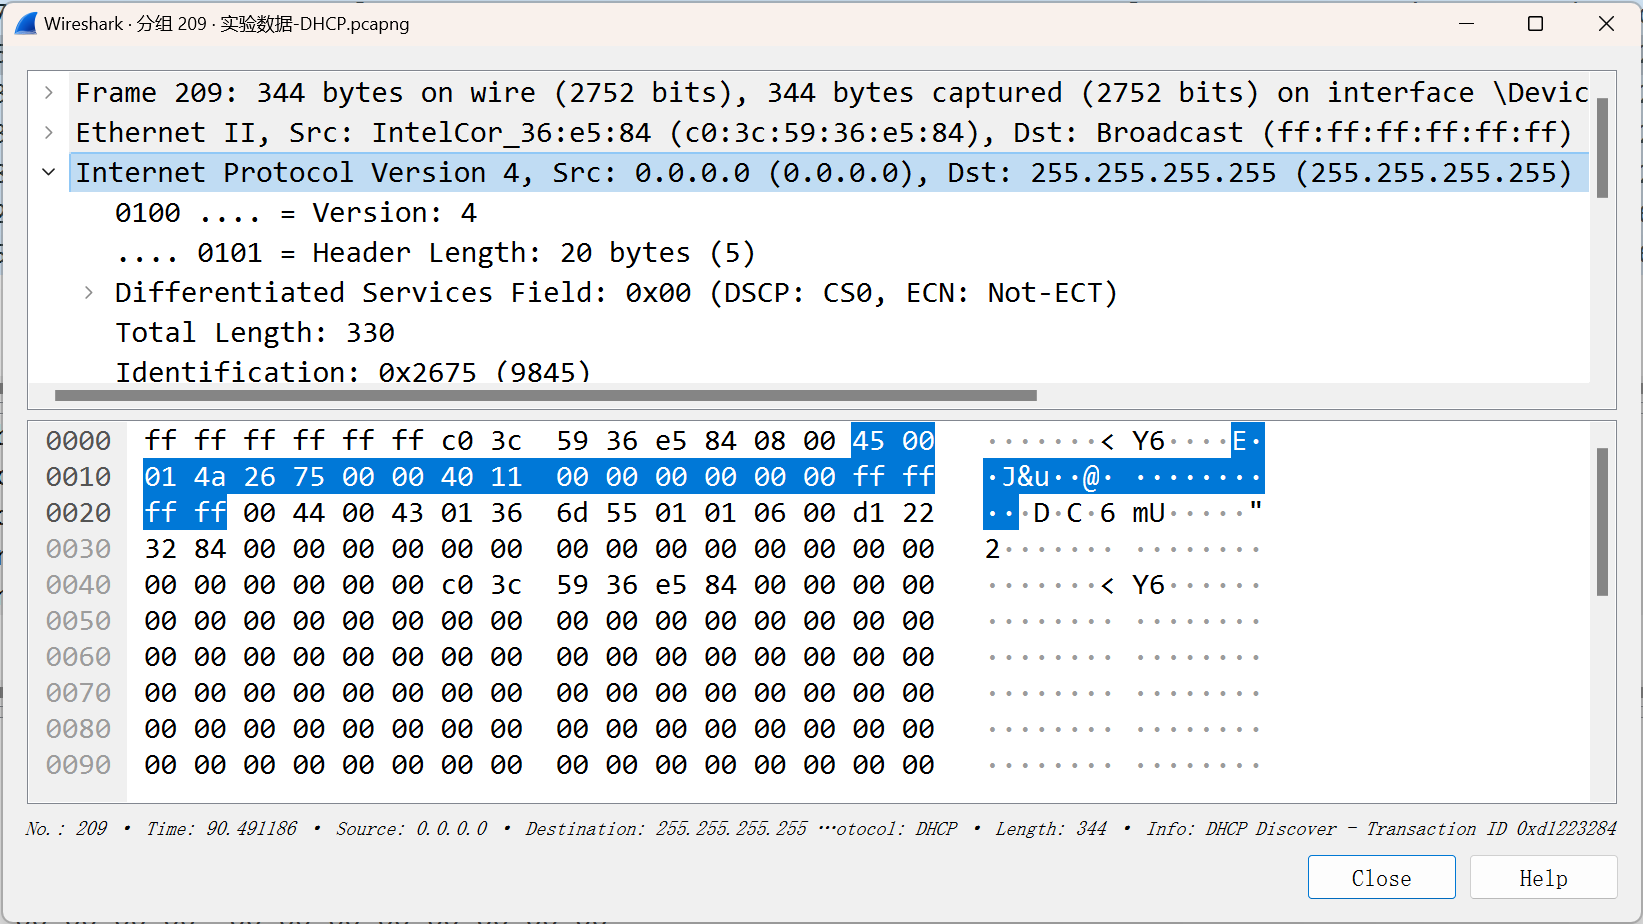 Wireshark · 分组 209 · 实验数据-DHCP.pcapng
Frame 209: 344 bytes on wire (2752 bits), 344 bytes captured (2752 bits) on interface \Devic
Ethernet II, Src: IntelCor_36:e5:84 (c0:3c:59:36:e5:84), Dst: Broadcast (ff:ff:ff:ff:ff:ff)
Internet Protocol Version 4, Src: 0.0.0.0 (0.0.0.0), Dst: 255.255.255.255 (255.255.255.255)
0100 .... = Version: 4
.... 0101 = Header Length: 20 bytes (5)
Differentiated Services Field: 0x00 (DSCP: CS0, ECN: Not-ECT)
Total Length: 330
Identification: 0x2675 (9845)
0000 ff ff ff ff ff ff c0 3c 59 36 e5 84 08 00 45 00 ·······< Y6····E·
0010 01 4a 26 75 00 00 40 11 00 00 00 00 00 00 ff ff ·J&u··@· ········
0020 ff ff 00 44 00 43 01 36 6d 55 01 01 06 00 d1 22 ···D·C·6 mU·····"
0030 32 84 00 00 00 00 00 00 00 00 00 00 00 00 00 00 2······· ········
0040 00 00 00 00 00 00 c0 3c 59 36 e5 84 00 00 00 00 ·······< Y6······
0050 00 00 00 00 00 00 00 00 00 00 00 00 00 00 00 00 ········ ········
0060 00 00 00 00 00 00 00 00 00 00 00 00 00 00 00 00 ········ ········
0070 00 00 00 00 00 00 00 00 00 00 00 00 00 00 00 00 ········ ········
0080 00 00 00 00 00 00 00 00 00 00 00 00 00 00 00 00 ········ ········
0090 00 00 00 00 00 00 00 00 00 00 00 00 00 00 00 00 ········ ········
No.: 209 • Time: 90.491186 • Source: 0.0.0.0 • Destination: 255.255.255.255 …otocol: DHCP • Length: 344 • Info: DHCP Discover - Transaction ID 0xd1223284
Close Help